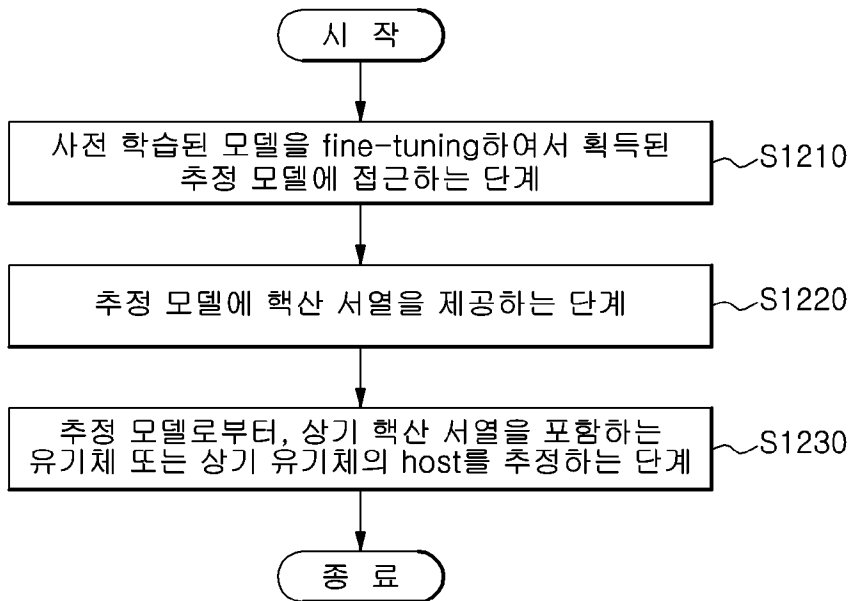 시 작
사전 학습된 모델을 fine-tuning하여서 획득된
추정 모델에 접근하는 단계
S1210
추정 모델에 핵산 서열을 제공하는 단계
S1220
추정 모델로부터, 상기 핵산 서열을 포함하는
유기체 또는 상기 유기체의 host를 추정하는 단계
S1230
종 료